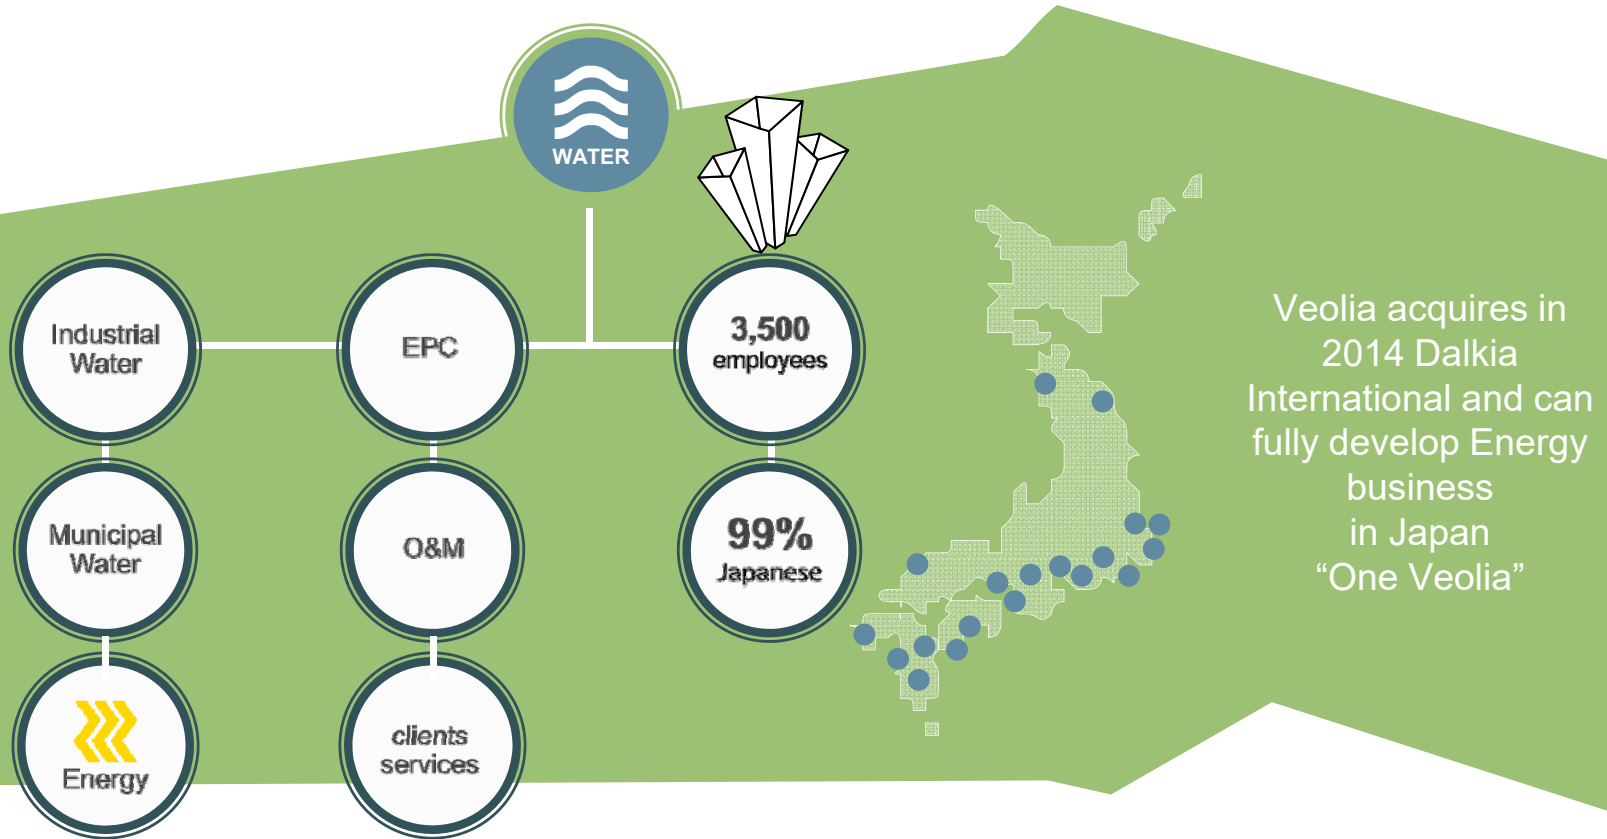 WATER
Industrial
Water
EPC
3,500
employees
Municipal
Water
O&M
99%
Japanese
Energy
clients
services
Veolia acquires in
2014 Dalkia
International and can
fully develop Energy
business
in Japan
“One Veolia”